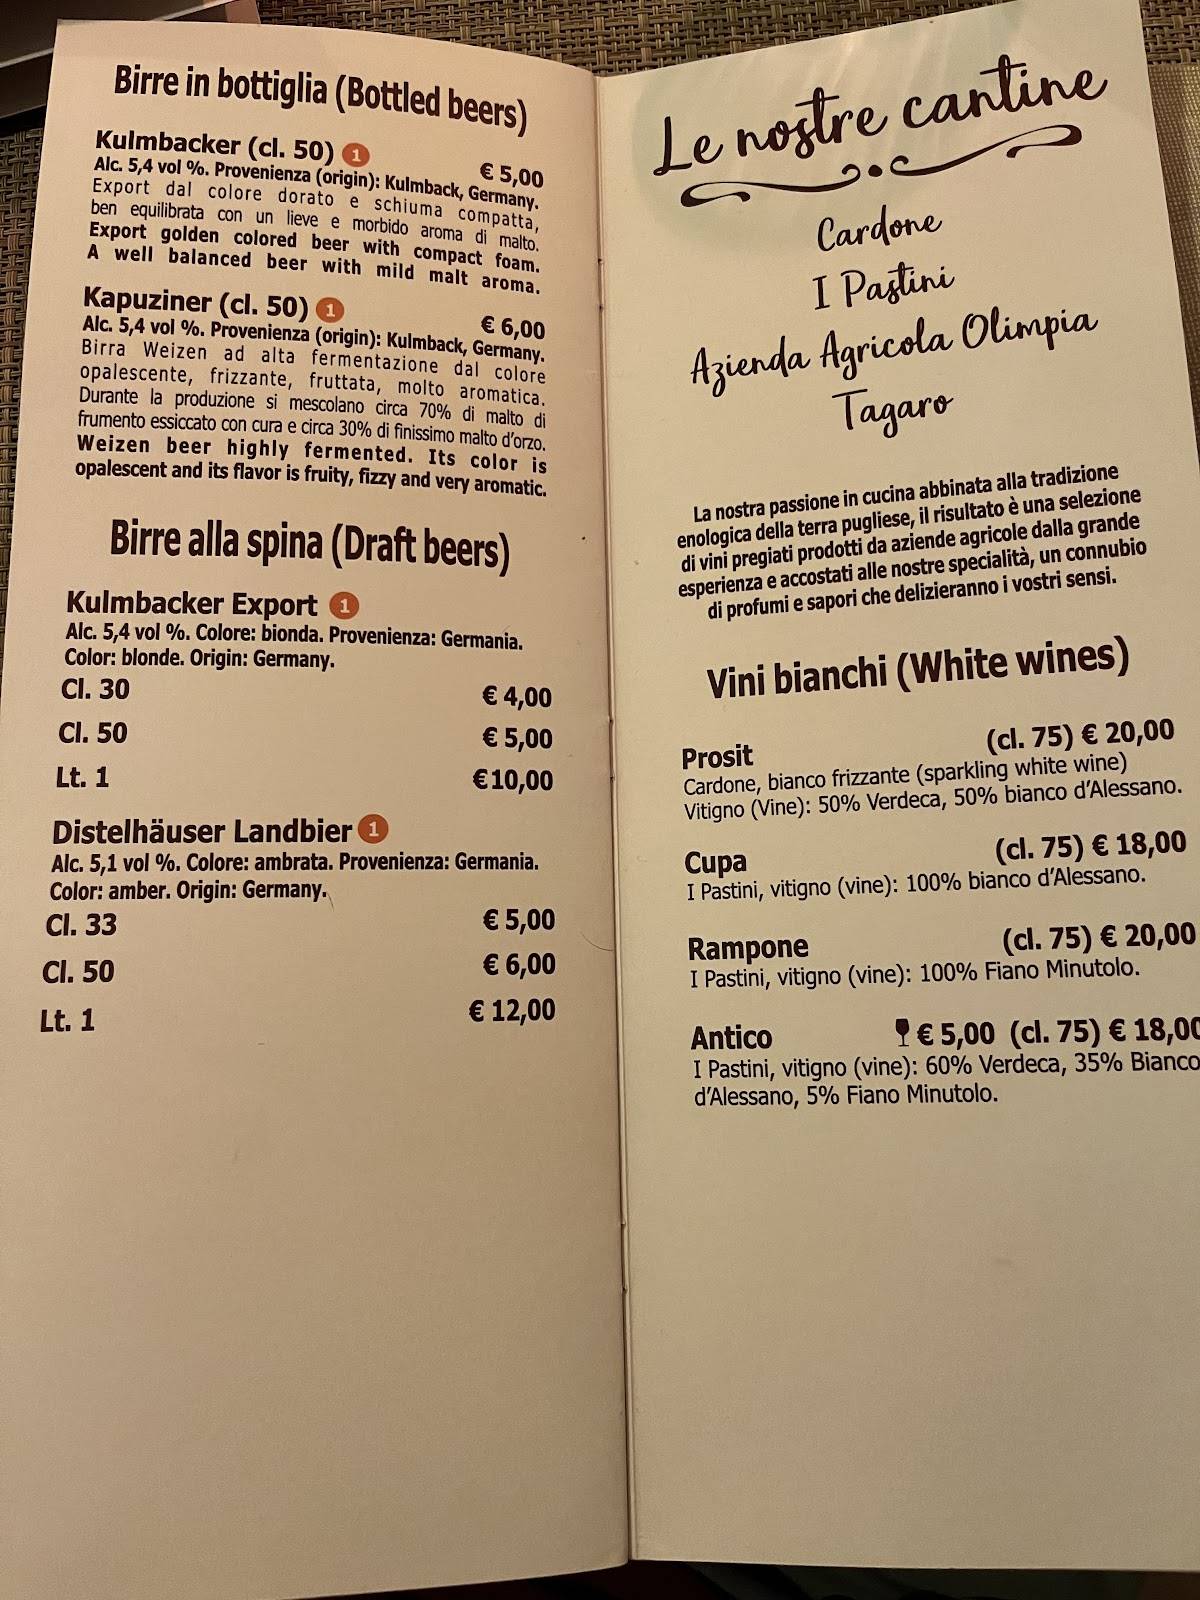 Birre in bottiglia (Bottled beers)
Kulmbacker (cl. 50) 1 € 5,00
Alc. 5,4 vol %. Provenienza (origin): Kulmback, Germany.
Export dal colore dorato e schiuma compatta,
ben equilibrata con un lieve e morbido aroma di malto.
Export golden colored beer with compact foam.
A well balanced beer with mild malt aroma.
Kapuziner (cl. 50) 1 € 6,00
Alc. 5,4 vol %. Provenienza (origin): Kulmback, Germany.
Birra Weizen ad alta fermentazione dal colore
opalescente, frizzante, fruttata, molto aromatica.
Durante la produzione si mescolano circa 70% di malto di
frumento essiccato con cura e circa 30% di finissimo malto d'orzo.
Weizen beer highly fermented. Its color is
opalescent and its flavor is fruity, fizzy and very aromatic.
Birre alla spina (Draft beers)
Kulmbacker Export 1
Alc. 5,4 vol %. Colore: bionda. Provenienza: Germania.
Color: blonde. Origin: Germany.
Cl. 30 € 4,00
Cl. 50 € 5,00
Lt. 1 €10,00
Distelhäuser Landbier 1
Alc. 5,1 vol %. Colore: ambrata. Provenienza: Germania.
Color: amber. Origin: Germany.
Cl. 33 € 5,00
Cl. 50 € 6,00
Lt. 1 € 12,00
Le nostre cantine
Cardone
I Pastini
Azienda Agricola Olimpia
Tagaro
La nostra passione in cucina abbinata alla tradizione
enologica della terra pugliese, il risultato è una selezione
di vini pregiati prodotti da aziende agricole dalla grande
esperienza e accostati alle nostre specialità, un connubio
di profumi e sapori che delizieranno i vostri sensi.
Vini bianchi (White wines)
Prosit (cl. 75) € 20,00
Cardone, bianco frizzante (sparkling white wine)
Vitigno (Vine): 50% Verdeca, 50% bianco d'Alessano.
Cupa (cl. 75) € 18,00
I Pastini, vitigno (vine): 100% bianco d'Alessano.
Rampone (cl. 75) € 20,00
I Pastini, vitigno (vine): 100% Fiano Minutolo.
Antico € 5,00 (cl. 75) € 18,00
I Pastini, vitigno (vine): 60% Verdeca, 35% Bianco
d'Alessano, 5% Fiano Minutolo.